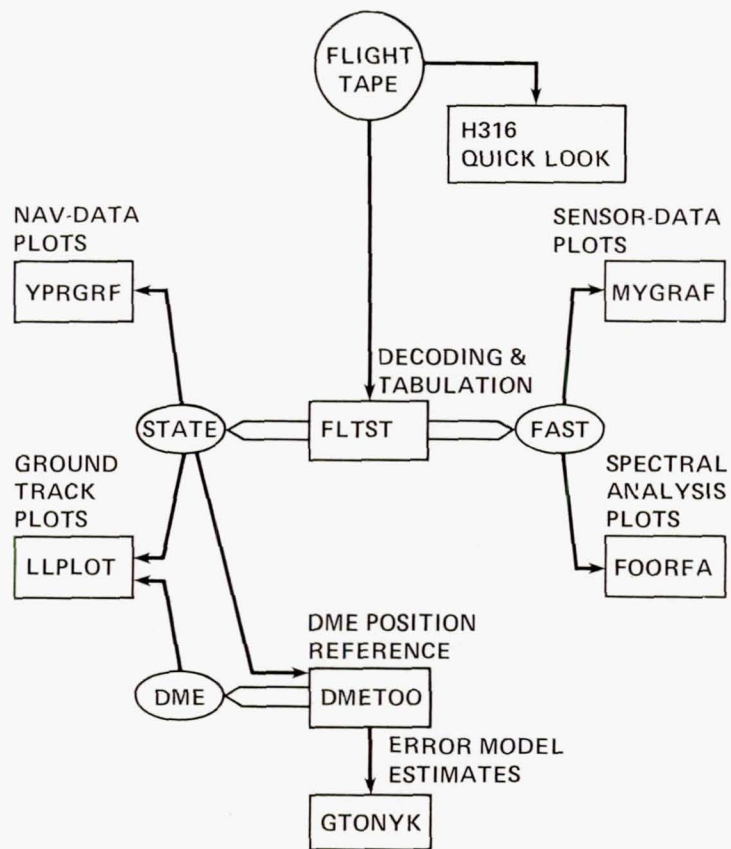 FLIGHT
TAPE
H316
QUICK LOOK
NAV-DATA
PLOTS
YPRGRF
SENSOR-DATA
PLOTS
MYGRAF
DECODING &
TABULATION
STATE
FLTST
FAST
GROUND
TRACK
PLOTS
LLPLOT
SPECTRAL
ANALYSIS
PLOTS
FOORFA
DME POSITION
REFERENCE
DME
DMETOO
ERROR MODEL
ESTIMATES
GTONYK